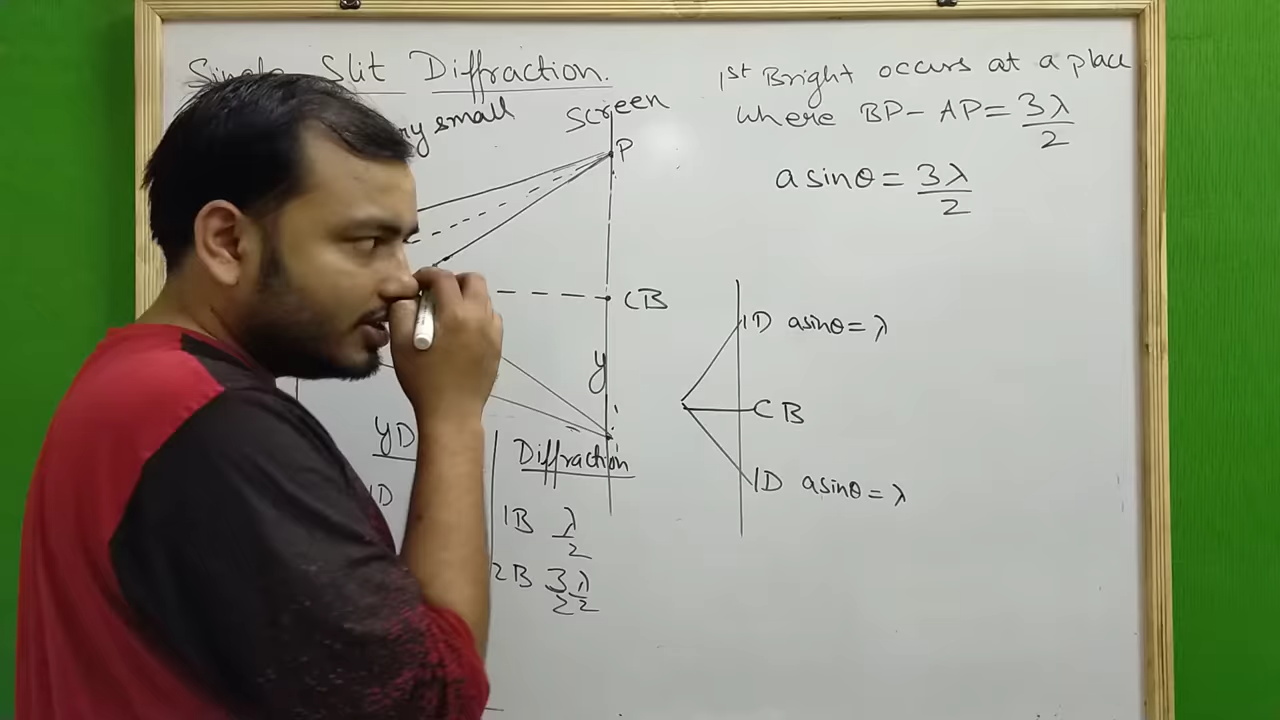 Single Slit Diffraction.
small
Screen
P
CB
y
YD
Diffraction
1D
1B λ/2
2B 3λ/2
1st Bright occurs at a place
where BP - AP = 3λ/2
a sinθ = 3λ/2
1D a sinθ = λ
CB
1D a sinθ = λ